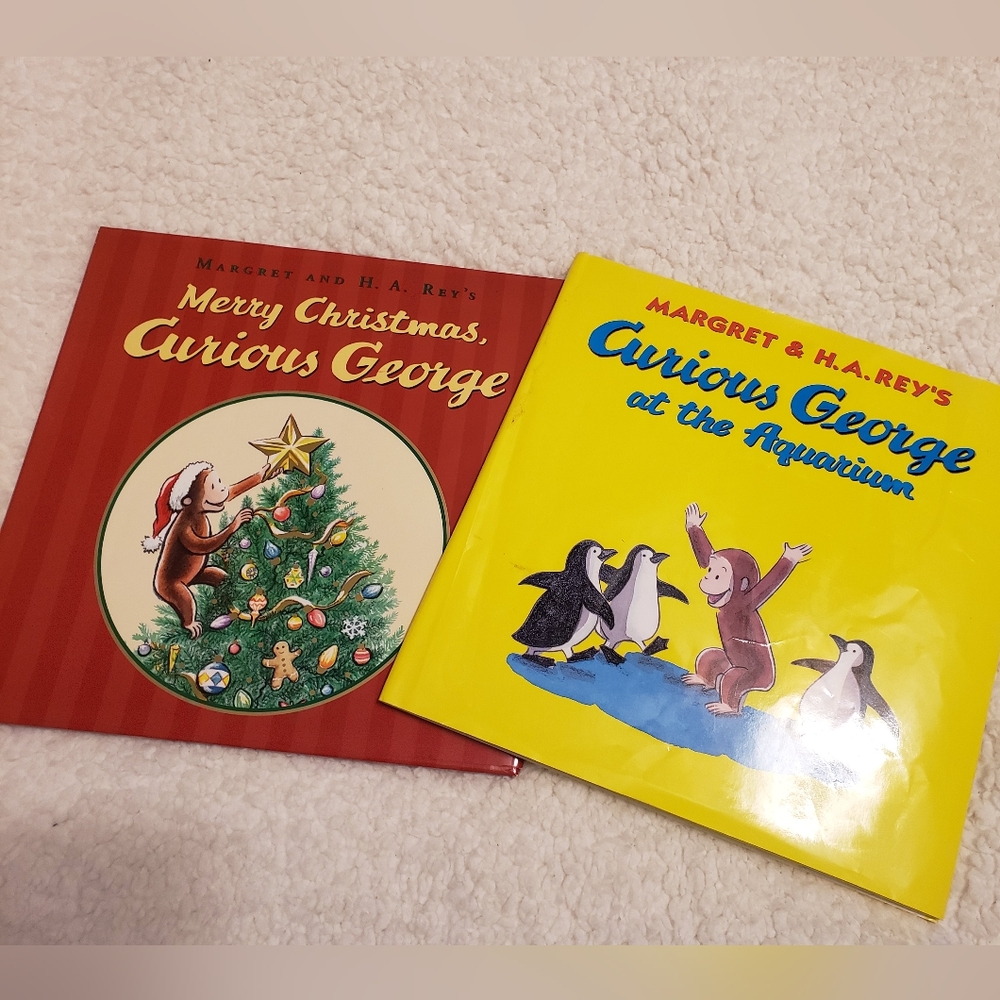 MARGRET AND H. A. REY'S
Merry Christmas,
Curious George
MARGRET & H.A. REY'S
Curious George
at the Aquarium